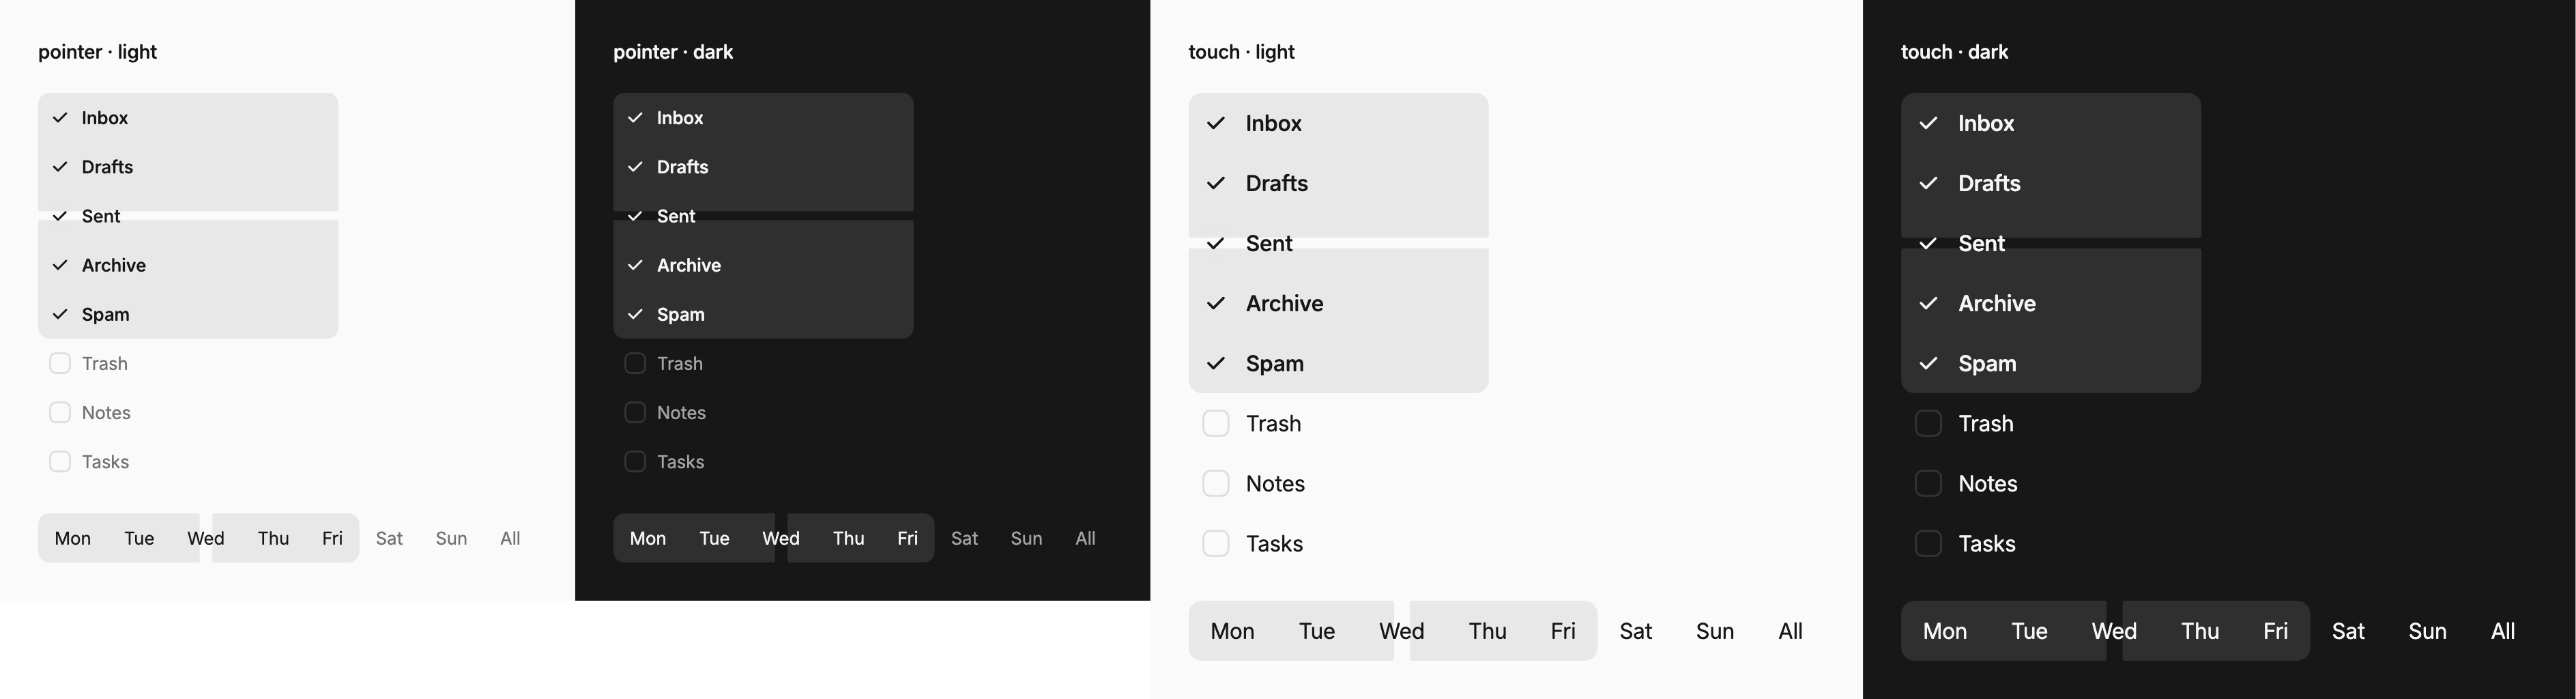 pointer · light
Inbox
Drafts
Sent
Archive
Spam
Trash
Notes
Tasks
Mon Tue Wed Thu Fri Sat Sun All
pointer · dark
Inbox
Drafts
Sent
Archive
Spam
Trash
Notes
Tasks
Mon Tue Wed Thu Fri Sat Sun All
touch · light
Inbox
Drafts
Sent
Archive
Spam
Trash
Notes
Tasks
Mon Tue Wed Thu Fri Sat Sun All
touch · dark
Inbox
Drafts
Sent
Archive
Spam
Trash
Notes
Tasks
Mon Tue Wed Thu Fri Sat Sun All